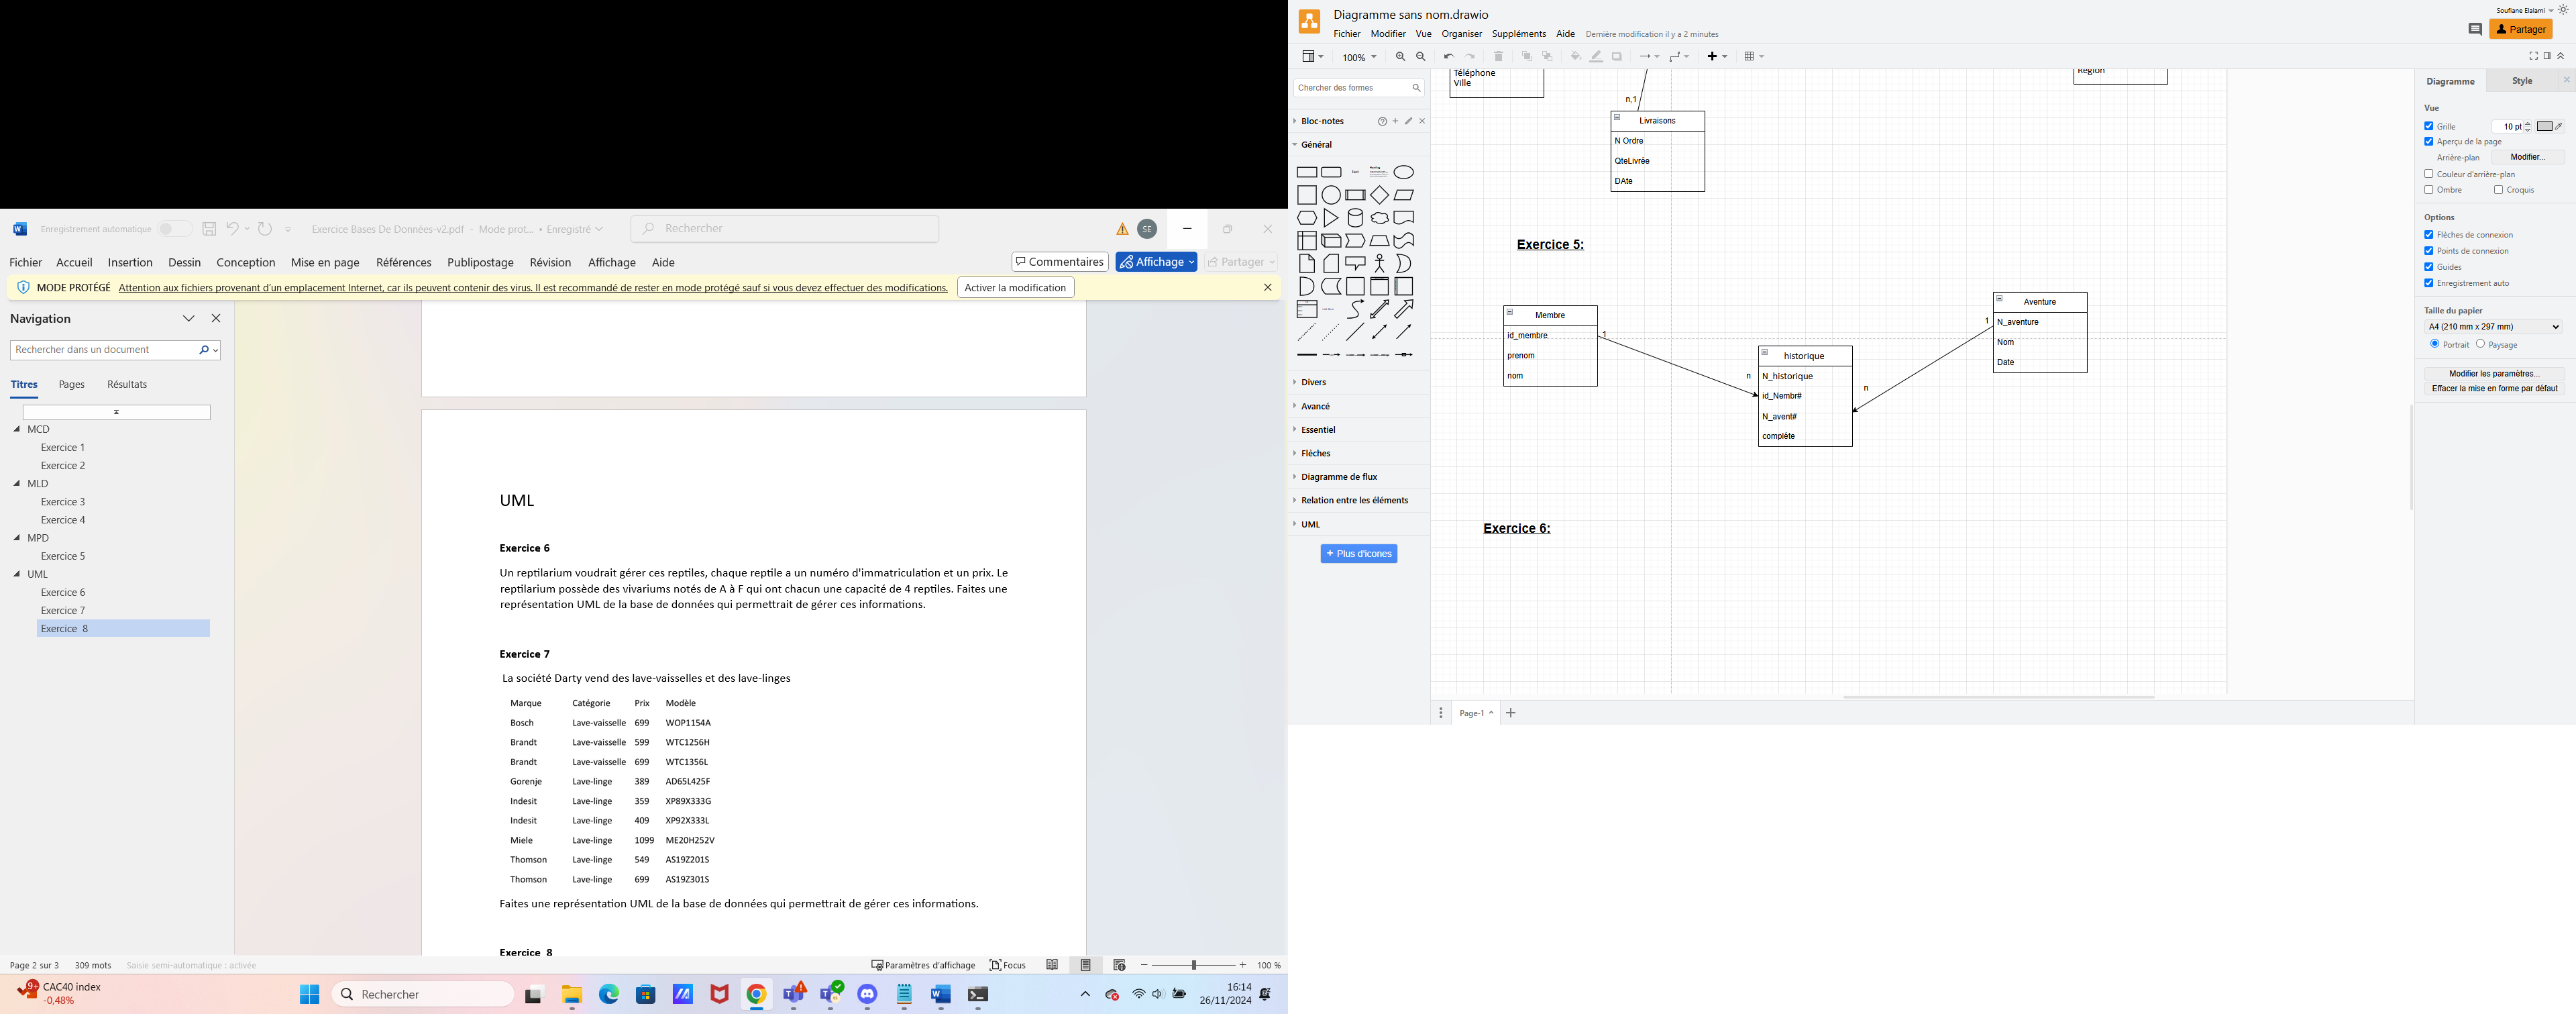 Enregistrement automatique
Exercice Bases De Données-v2.pdf - Mode prot... • Enregistré
Rechercher
SE
Fichier Accueil Insertion Dessin Conception Mise en page Références Publipostage Révision Affichage Aide
Commentaires
Affichage
Partager
MODE PROTÉGÉ Attention aux fichiers provenant d'un emplacement Internet, car ils peuvent contenir des virus. Il est recommandé de rester en mode protégé sauf si vous devez effectuer des modifications.
Activer la modification
Navigation
Rechercher dans un document
Titres Pages Résultats
MCD
Exercice 1
Exercice 2
MLD
Exercice 3
Exercice 4
MPD
Exercice 5
UML
Exercice 6
Exercice 7
Exercice 8
UML
Exercice 6
Un reptilarium voudrait gérer ces reptiles, chaque reptile a un numéro d'immatriculation et un prix. Le
reptilarium possède des vivariums notés de A à F qui ont chacun une capacité de 4 reptiles. Faites une
représentation UML de la base de données qui permettrait de gérer ces informations.
Exercice 7
La société Darty vend des lave-vaisselles et des lave-linges
Marque Catégorie Prix Modèle
Bosch Lave-vaisselle 699 WOP1154A
Brandt Lave-vaisselle 599 WTC1256H
Brandt Lave-vaisselle 699 WTC1356L
Gorenje Lave-linge 389 AD65L425F
Indesit Lave-linge 359 XP89X333G
Indesit Lave-linge 409 XP92X333L
Miele Lave-linge 1099 ME20H252V
Thomson Lave-linge 549 AS19Z201S
Thomson Lave-linge 699 AS19Z301S
Faites une représentation UML de la base de données qui permettrait de gérer ces informations.
Exercice 8
Page 2 sur 3 309 mots Saisie semi-automatique : activée
Paramètres d'affichage
Focus
100 %
9+
CAC40 index
-0,48%
Rechercher
16:14
26/11/2024
Diagramme sans nom.drawio
Fichier Modifier Vue Organiser Suppléments Aide Dernière modification il y a 2 minutes
Soufiane Elalami
Partager
100%
Chercher des formes
Bloc-notes
Général
Divers
Avancé
Essentiel
Flèches
Diagramme de flux
Relation entre les éléments
UML
+ Plus d'icones
Téléphone
Ville
Région
n,1
Livraisons
N Ordre
QteLivrée
DAte
Exercice 5:
Membre
id_membre
prenom
nom
1
n
historique
N_historique
id_Nembr#
N_avent#
complète
n
1
Aventure
N_aventure
Nom
Date
Exercice 6:
Page-1
Diagramme
Style
Vue
Grille
10 pt
Aperçu de la page
Arrière-plan
Modifier...
Couleur d'arrière-plan
Ombre
Croquis
Options
Flèches de connexion
Points de connexion
Guides
Enregistrement auto
Taille du papier
A4 (210 mm x 297 mm)
Portrait
Paysage
Modifier les paramètres...
Effacer la mise en forme par défaut